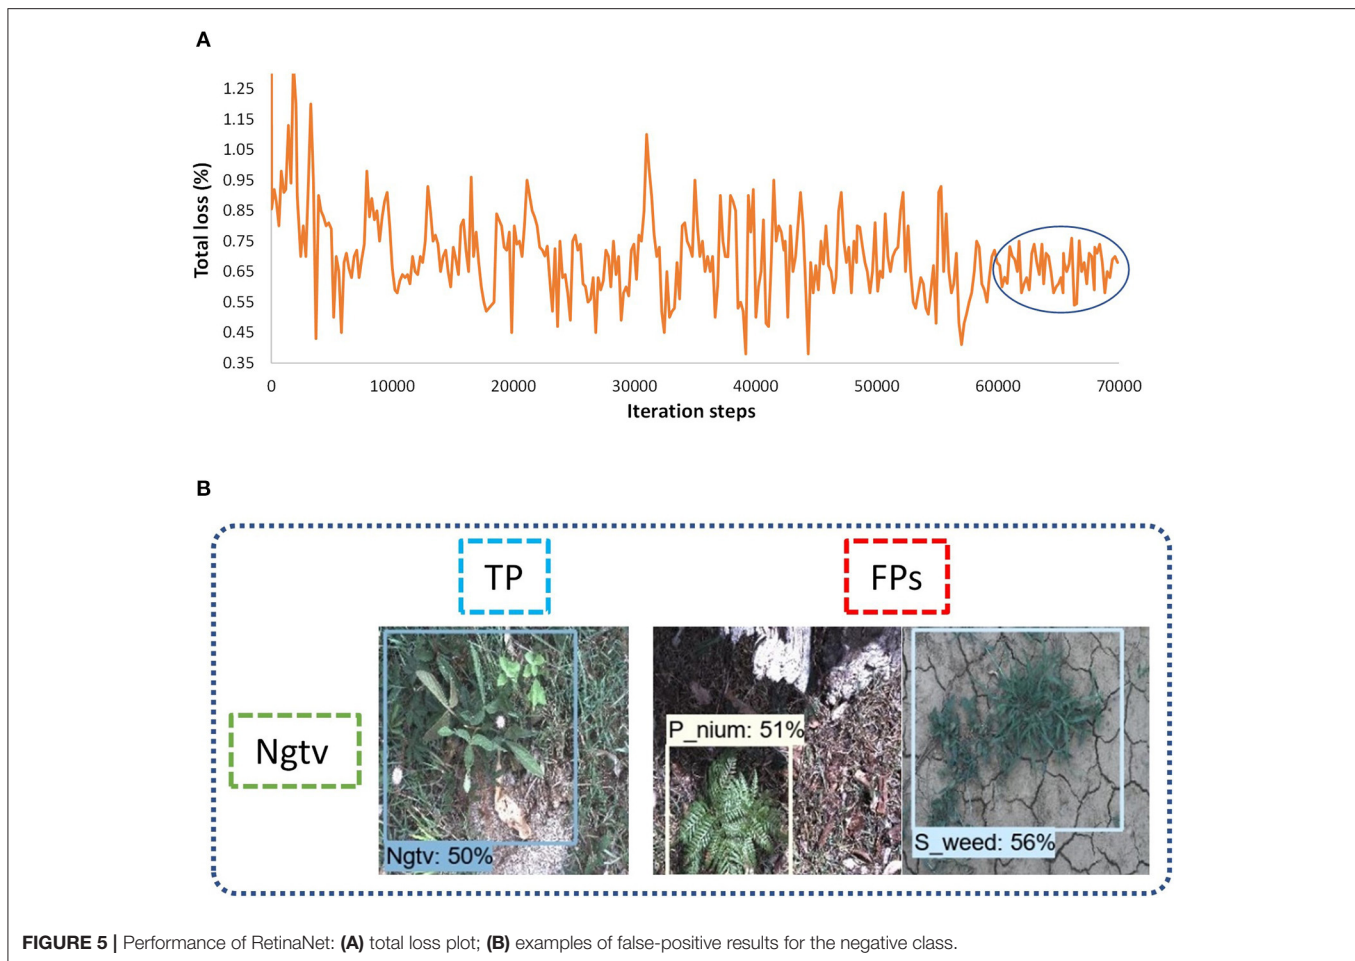 A
Total loss (%)
1.25
1.15
1.05
0.95
0.85
0.75
0.65
0.55
0.45
0.35
0 10000 20000 30000 40000 50000 60000 70000
Iteration steps
B
TP FPs
Ngtv
P_nium: 51%
S_weed: 56%
Ngtv: 50%
FIGURE 5 | Performance of RetinaNet: (A) total loss plot; (B) examples of false-positive results for the negative class.